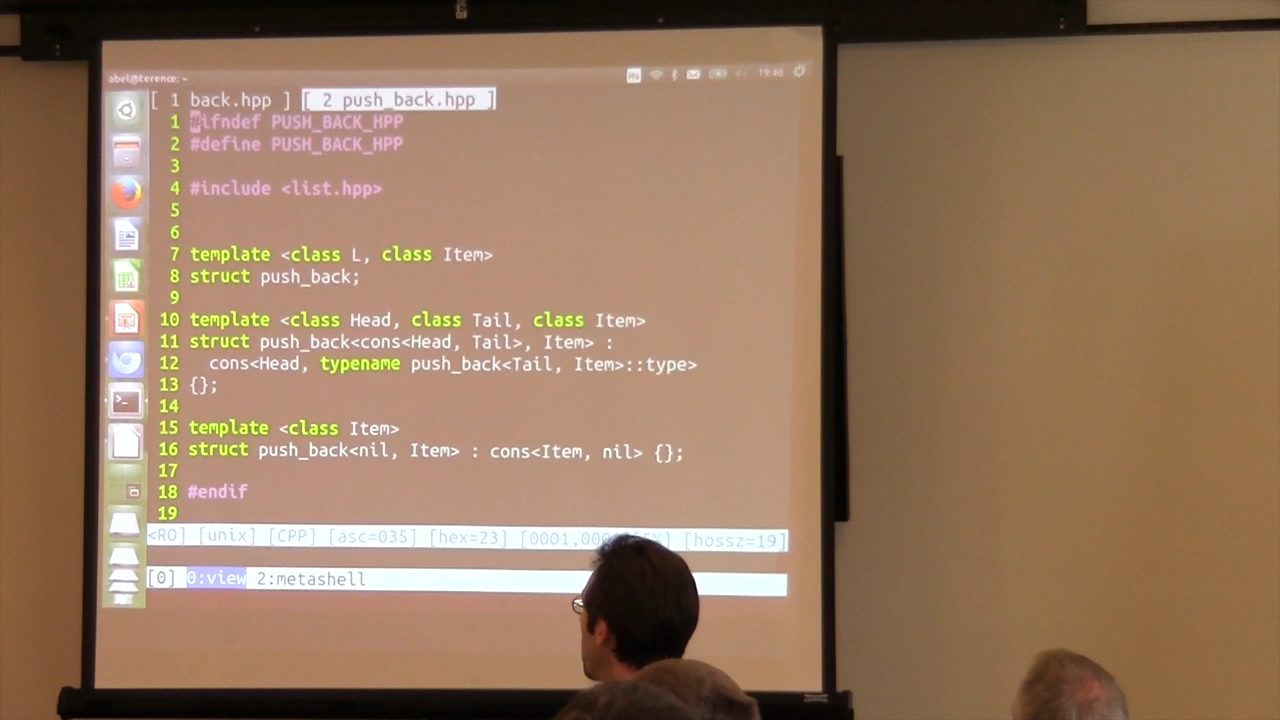 abel@terence: ~
Hu 19:46
[ 1 back.hpp ] [ 2 push_back.hpp ]
1 #ifndef PUSH_BACK_HPP
2 #define PUSH_BACK_HPP
3
4 #include <list.hpp>
5
6
7 template <class L, class Item>
8 struct push_back;
9
10 template <class Head, class Tail, class Item>
11 struct push_back<cons<Head, Tail>, Item> :
12 cons<Head, typename push_back<Tail, Item>::type>
13 {};
14
15 template <class Item>
16 struct push_back<nil, Item> : cons<Item, nil> {};
17
18 #endif
19
<RO] [unix] [CPP] [asc=035] [hex=23] [hossz=19]
[0] 0:view 2:metashell